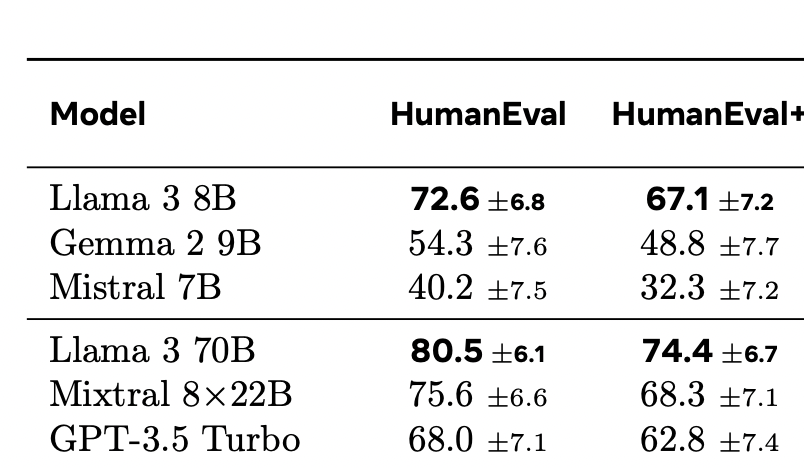 Model HumanEval HumanEval+
Llama 3 8B 72.6 ±6.8 67.1 ±7.2
Gemma 2 9B 54.3 ±7.6 48.8 ±7.7
Mistral 7B 40.2 ±7.5 32.3 ±7.2
Llama 3 70B 80.5 ±6.1 74.4 ±6.7
Mixtral 8×22B 75.6 ±6.6 68.3 ±7.1
GPT-3.5 Turbo 68.0 ±7.1 62.8 ±7.4